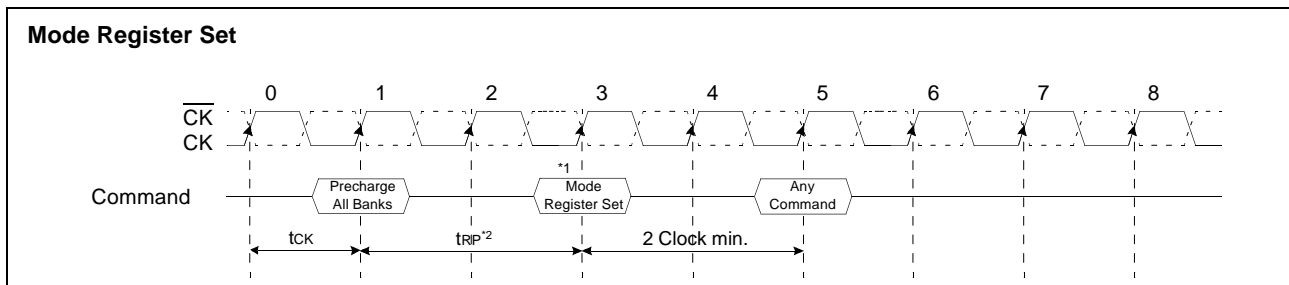 Mode Register Set
0 1 2 3 4 5 6 7 8
CK
CK
*1
Command
Precharge
All Banks
Mode
Register Set
Any
Command
tCK
tRP*2
2 Clock min.